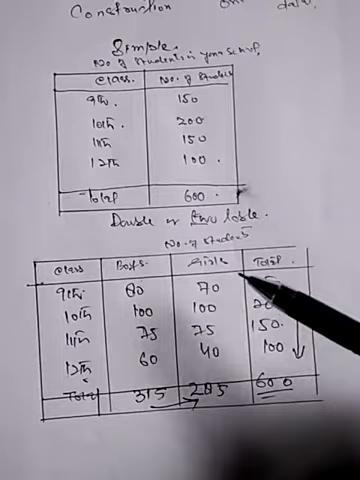 Construction of data.
Simple.
No. of students in your school
Class. No. of students
9th. 150
10th. 200
11th 150
12th 100.
Total 600.
Double or Two table.
No. of students
Class Boys. Girls Total.
9th 80 70
10th 100 100
11th 75 75 150.
12th 60 40 100
Total 315 285 600